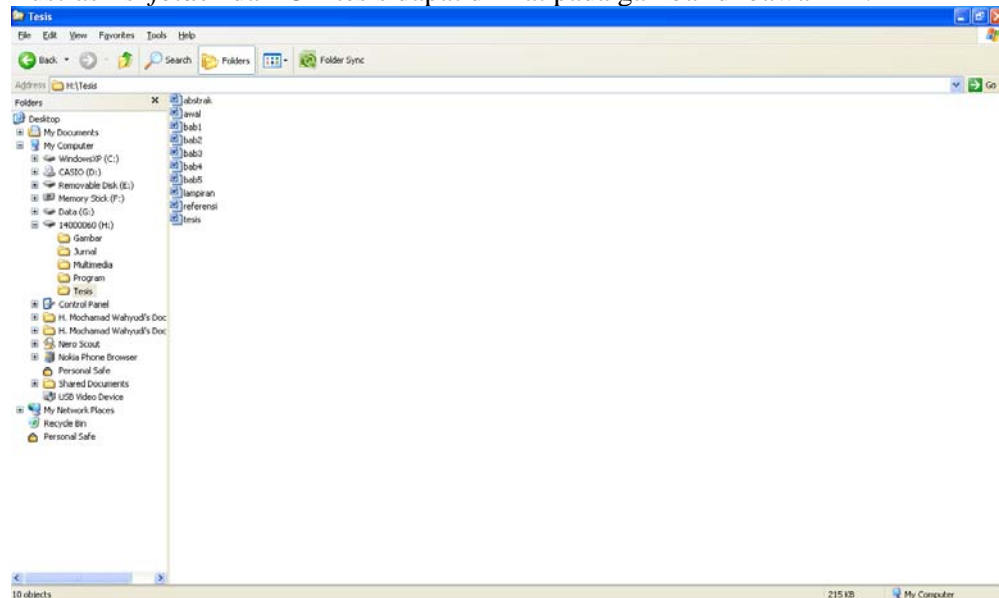 Tesis
File Edit View Favorites Tools Help
Back Search Folders Folder Sync
Address H:\Tesis Go
Folders
Desktop
My Documents
My Computer
WindowsXP (C:)
CASIO (D:)
Removable Disk (E:)
Memory Stick (F:)
Data (G:)
14000060 (H:)
Gambar
Jurnal
Multimedia
Program
Tesis
Control Panel
H. Mochamad Wahyudi's Doc
H. Mochamad Wahyudi's Doc
Nero Scout
Nokia Phone Browser
Personal Safe
Shared Documents
USB Video Device
My Network Places
Recycle Bin
Personal Safe
abstrak
awal
bab1
bab2
bab3
bab4
bab5
lampiran
referensi
tesis
10 objects 215 KB My Computer